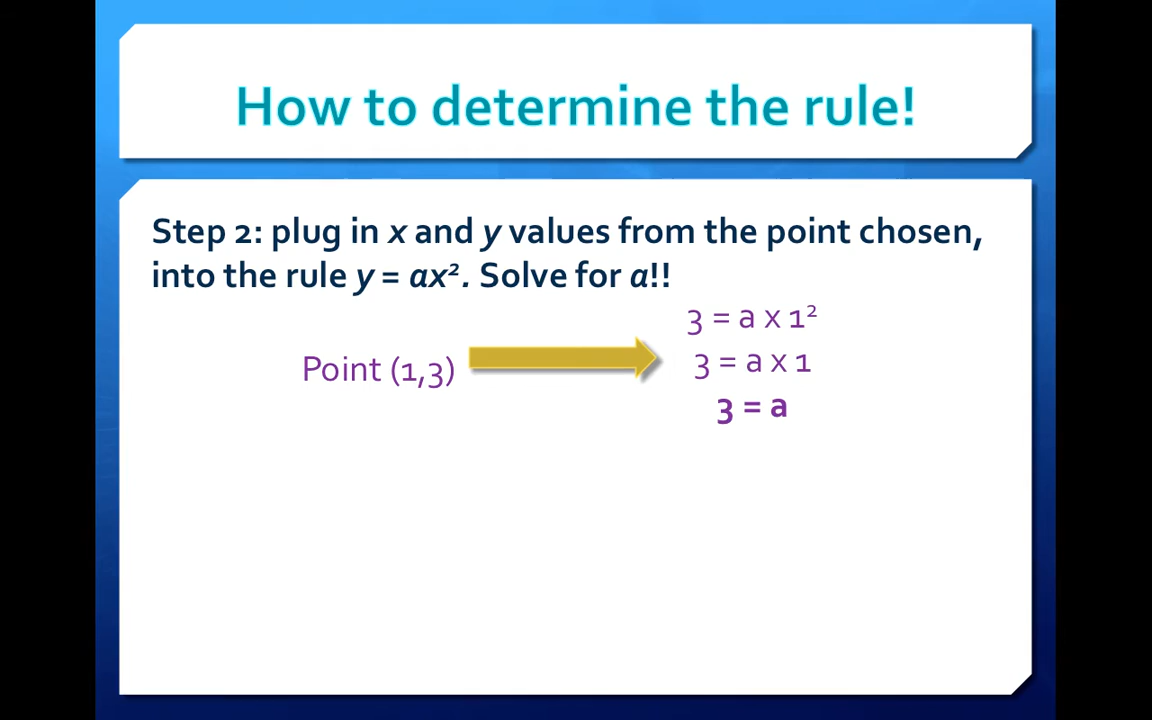 How to determine the rule!
Step 2: plug in x and y values from the point chosen,
into the rule y = ax². Solve for a!!
3 = a x 1²
Point (1,3)
3 = a x 1
3 = a